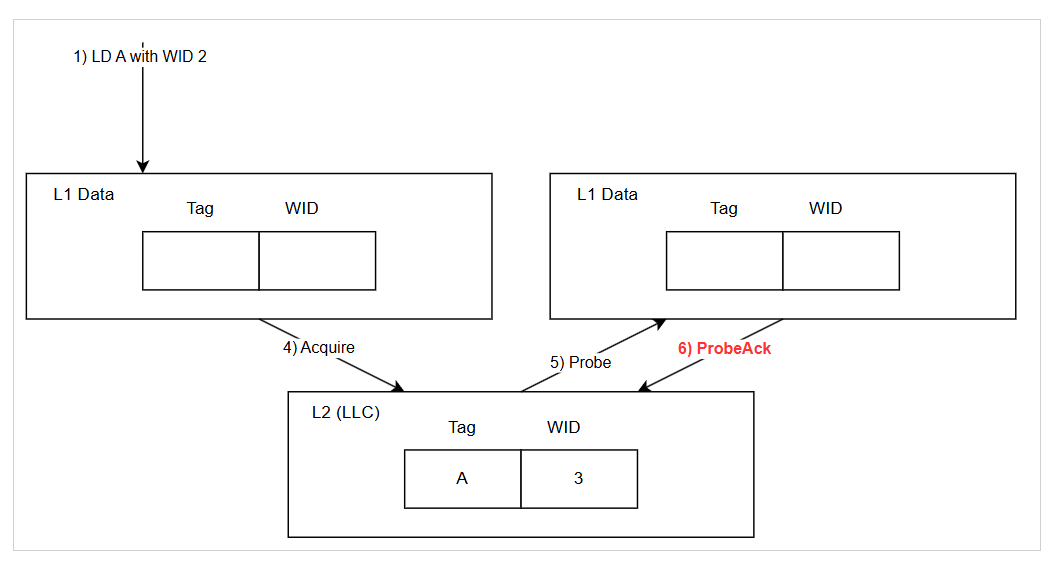 1) LD A with WID 2
L1 Data
Tag WID
L1 Data
Tag WID
4) Acquire
5) Probe
6) ProbeAck
L2 (LLC)
Tag WID
A 3